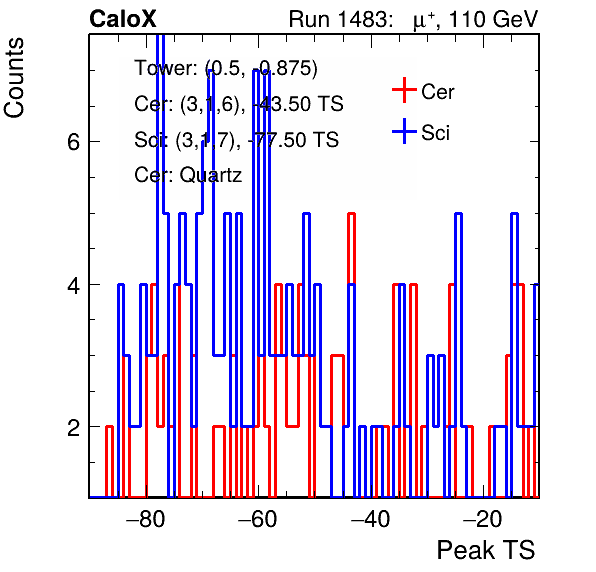 CaloX Run 1483: μ⁺, 110 GeV
Counts
Tower: (0.5, -0.875)
Cer: (3,1,6), -43.50 TS
Sci: (3,1,7), -77.50 TS
Cer: Quartz
Cer
Sci
6
4
2
−80 −60 −40 −20
Peak TS